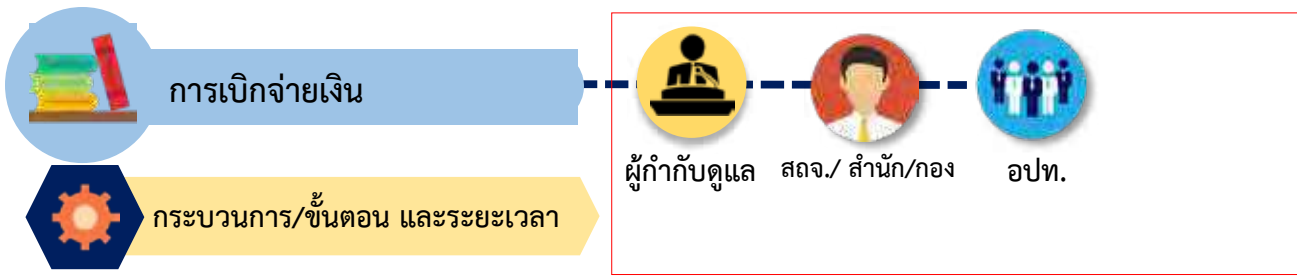 การเบิกจ่ายเงิน
ผู้กำกับดูแล สถจ./ สำนัก/กอง อปท.
กระบวนการ/ขั้นตอน และระยะเวลา